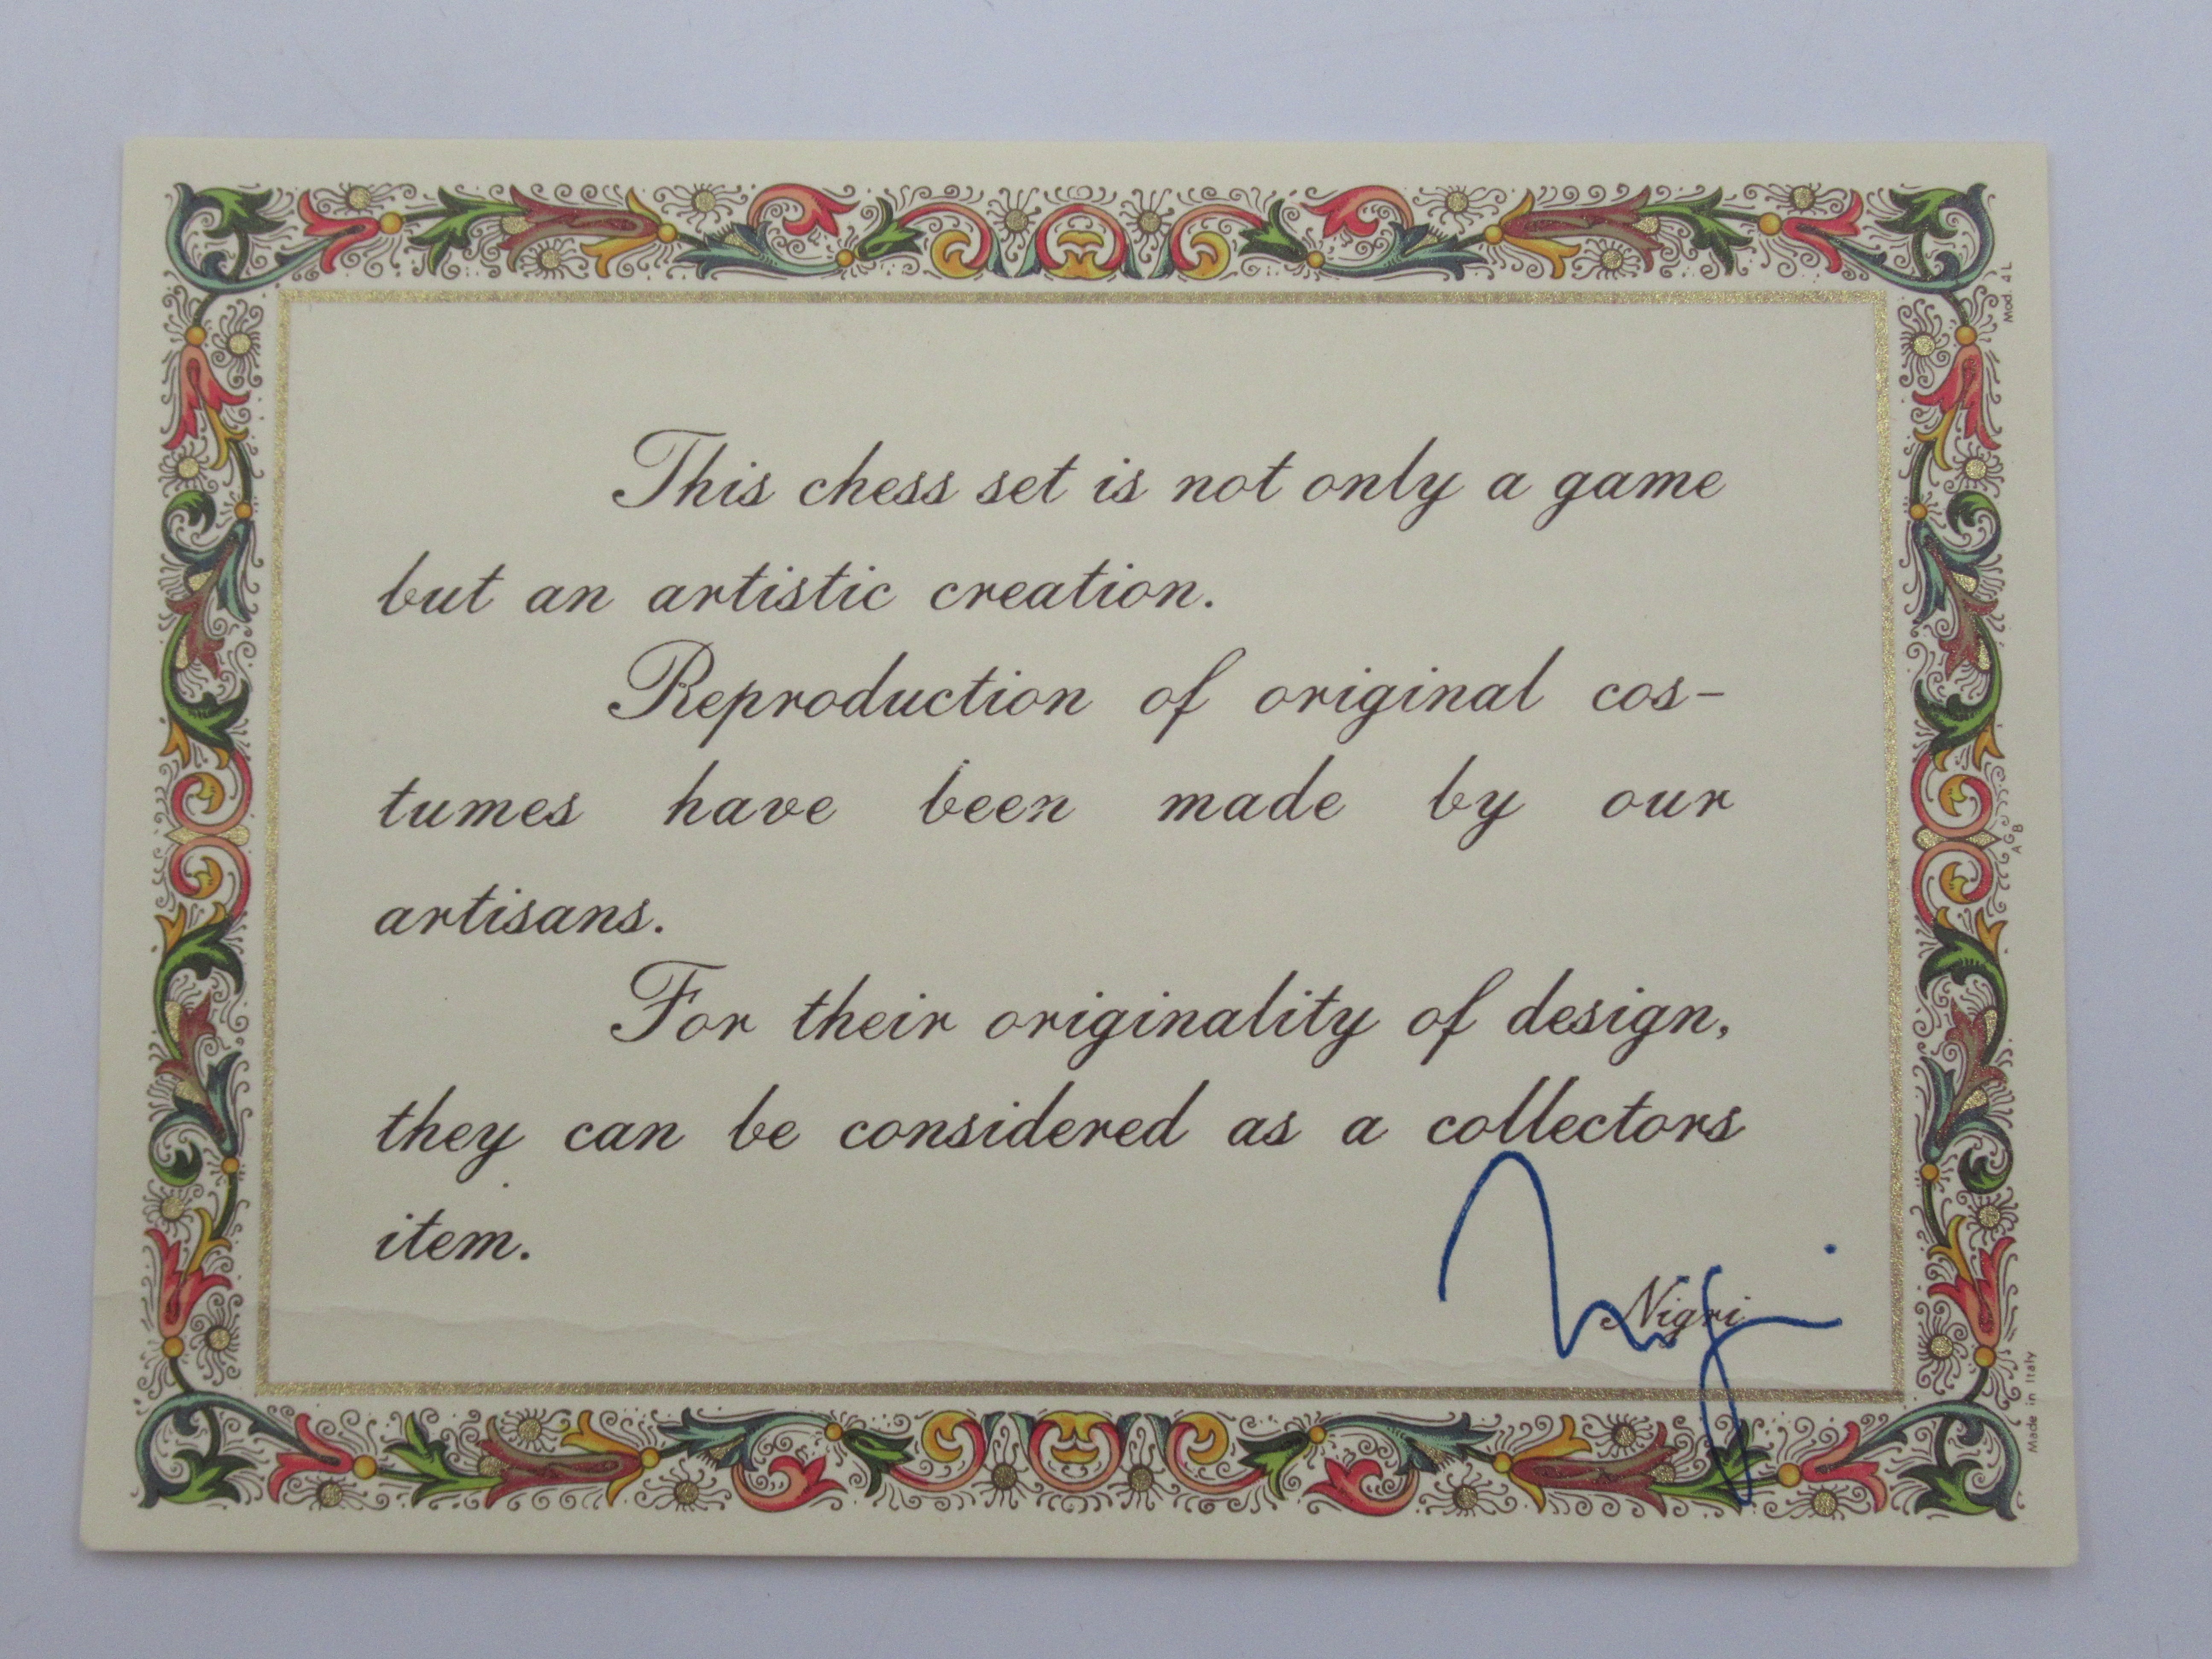 This chess set is not only a game
but an artistic creation.
Reproduction of original cos-
tumes have been made by our
artisans.
For their originality of design,
they can be considered as a collectors
item.
Nigri
Nigri
Mod. 4L
AGB
Made in Italy